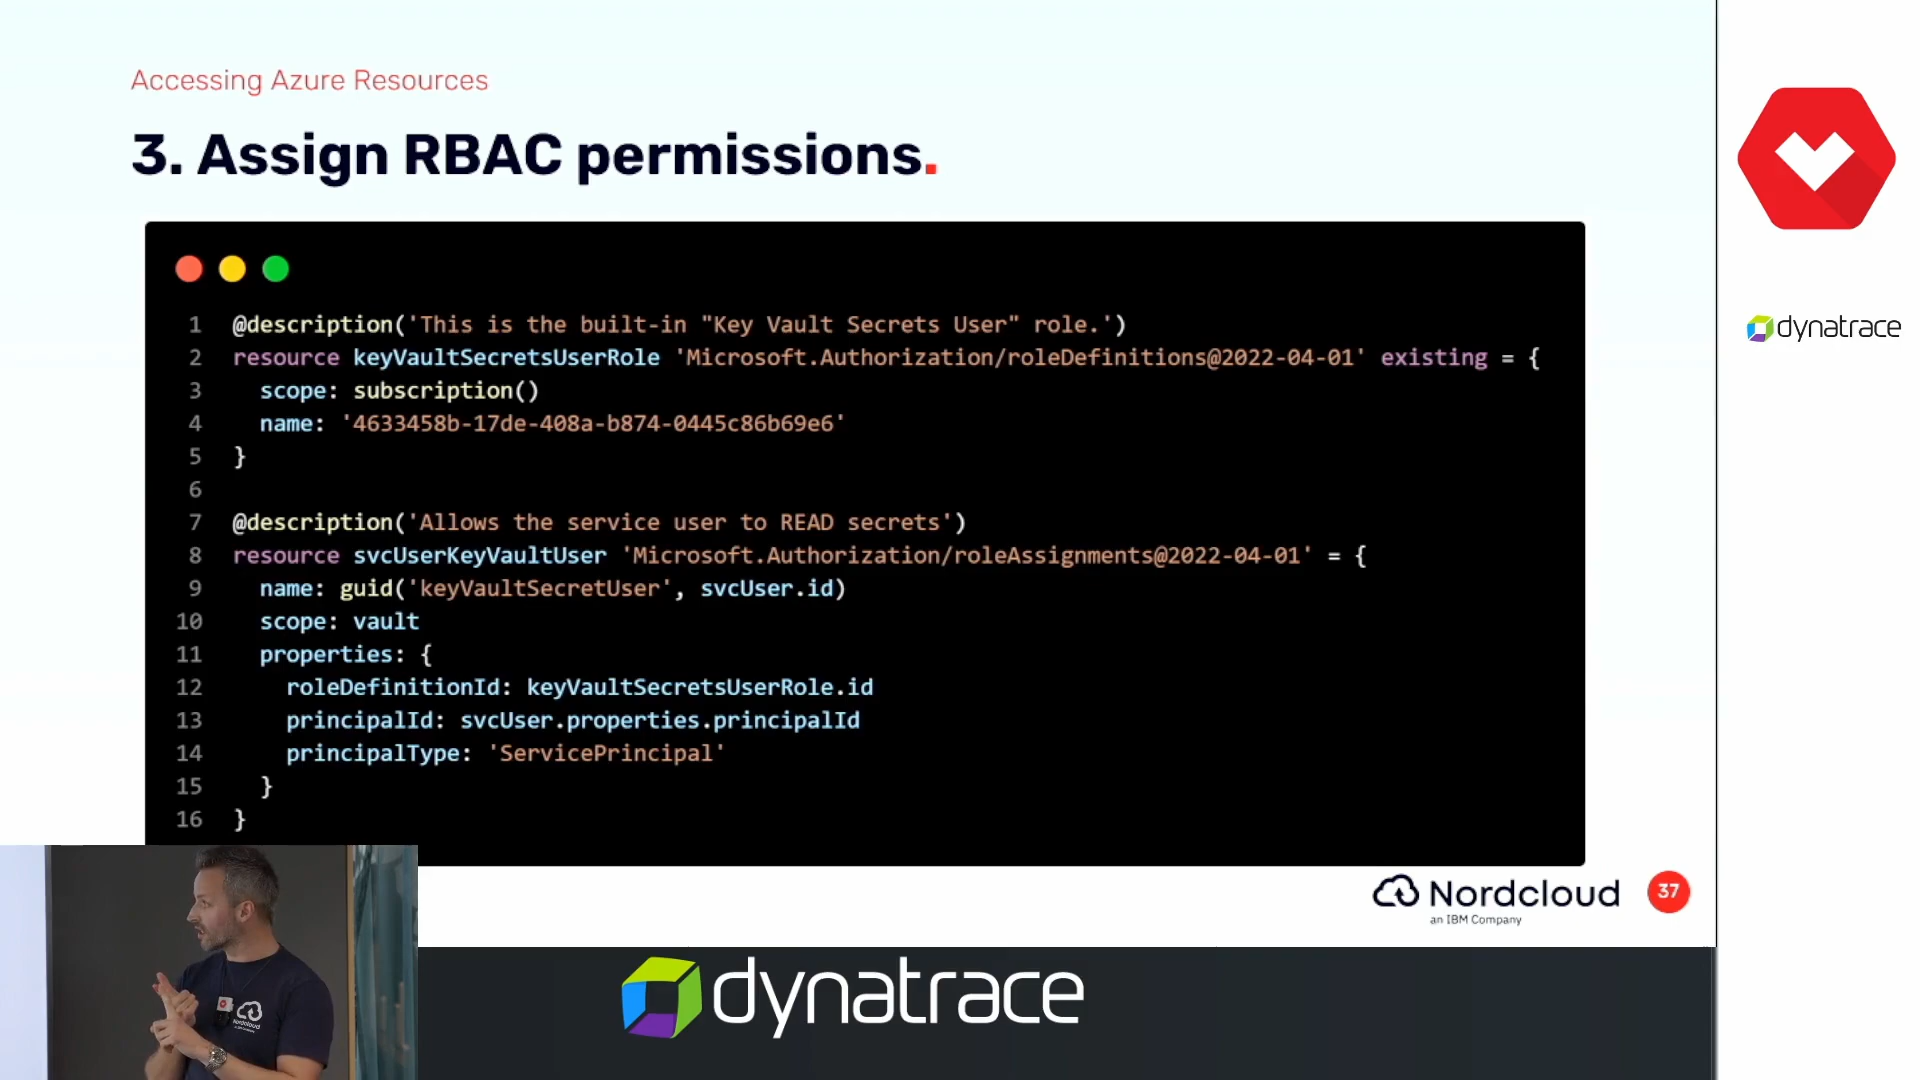 Accessing Azure Resources
3. Assign RBAC permissions.
1 @description('This is the built-in "Key Vault Secrets User" role.')
2 resource keyVaultSecretsUserRole 'Microsoft.Authorization/roleDefinitions@2022-04-01' existing = {
3 scope: subscription()
4 name: '4633458b-17de-408a-b874-0445c86b69e6'
5 }
6
7 @description('Allows the service user to READ secrets')
8 resource svcUserKeyVaultUser 'Microsoft.Authorization/roleAssignments@2022-04-01' = {
9 name: guid('keyVaultSecretUser', svcUser.id)
10 scope: vault
11 properties: {
12 roleDefinitionId: keyVaultSecretsUserRole.id
13 principalId: svcUser.properties.principalId
14 principalType: 'ServicePrincipal'
15 }
16 }
Nordcloud
an IBM Company
37
dynatrace
dynatrace
Nordcloud